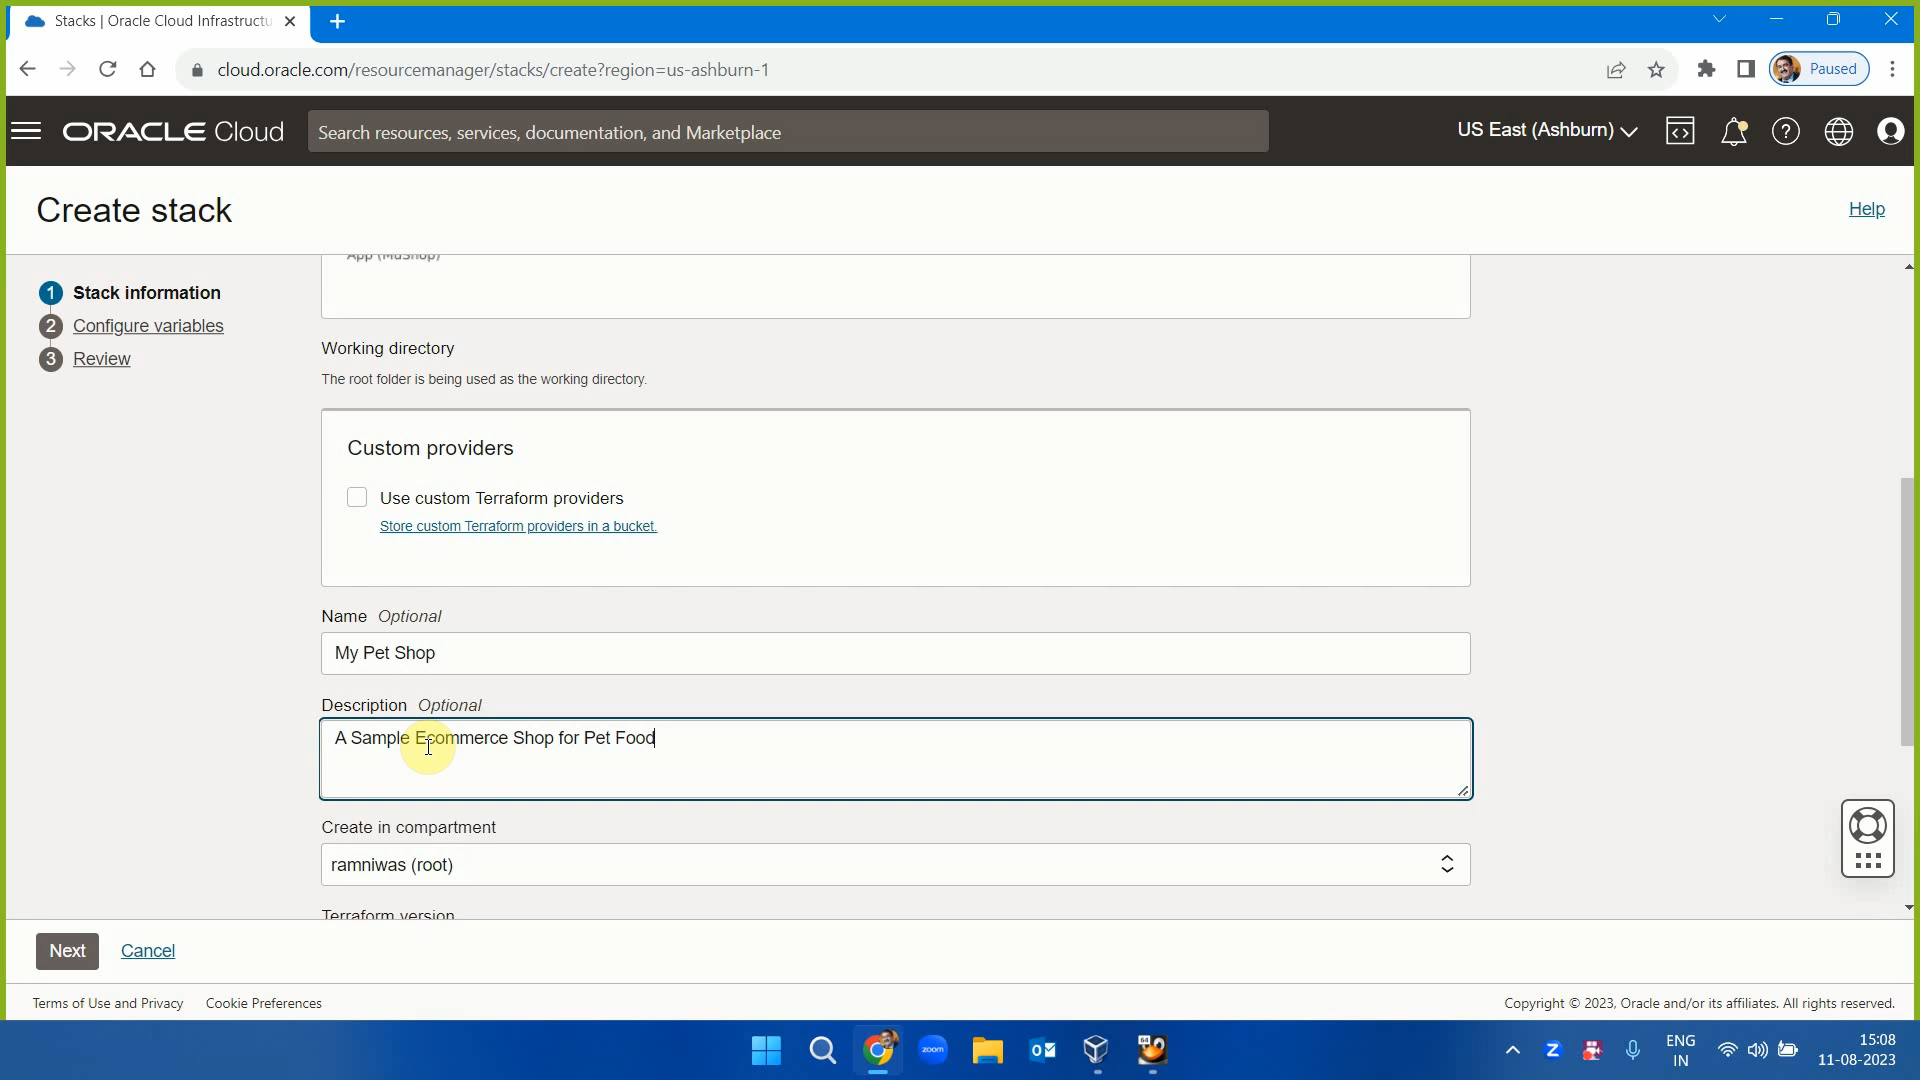 Stacks | Oracle Cloud Infrastructu
cloud.oracle.com/resourcemanager/stacks/create?region=us-ashburn-1
Paused
ORACLE Cloud
Search resources, services, documentation, and Marketplace
US East (Ashburn)
Create stack
Help
1 Stack information
2 Configure variables
3 Review
App (MuShop)
Working directory
The root folder is being used as the working directory.
Custom providers
Use custom Terraform providers
Store custom Terraform providers in a bucket.
Name Optional
My Pet Shop
Description Optional
A Sample Ecommerce Shop for Pet Food
Create in compartment
ramniwas (root)
Terraform version
Next Cancel
Terms of Use and Privacy Cookie Preferences
Copyright © 2023, Oracle and/or its affiliates. All rights reserved.
zoom
64
Z
ENG
IN
15:08
11-08-2023